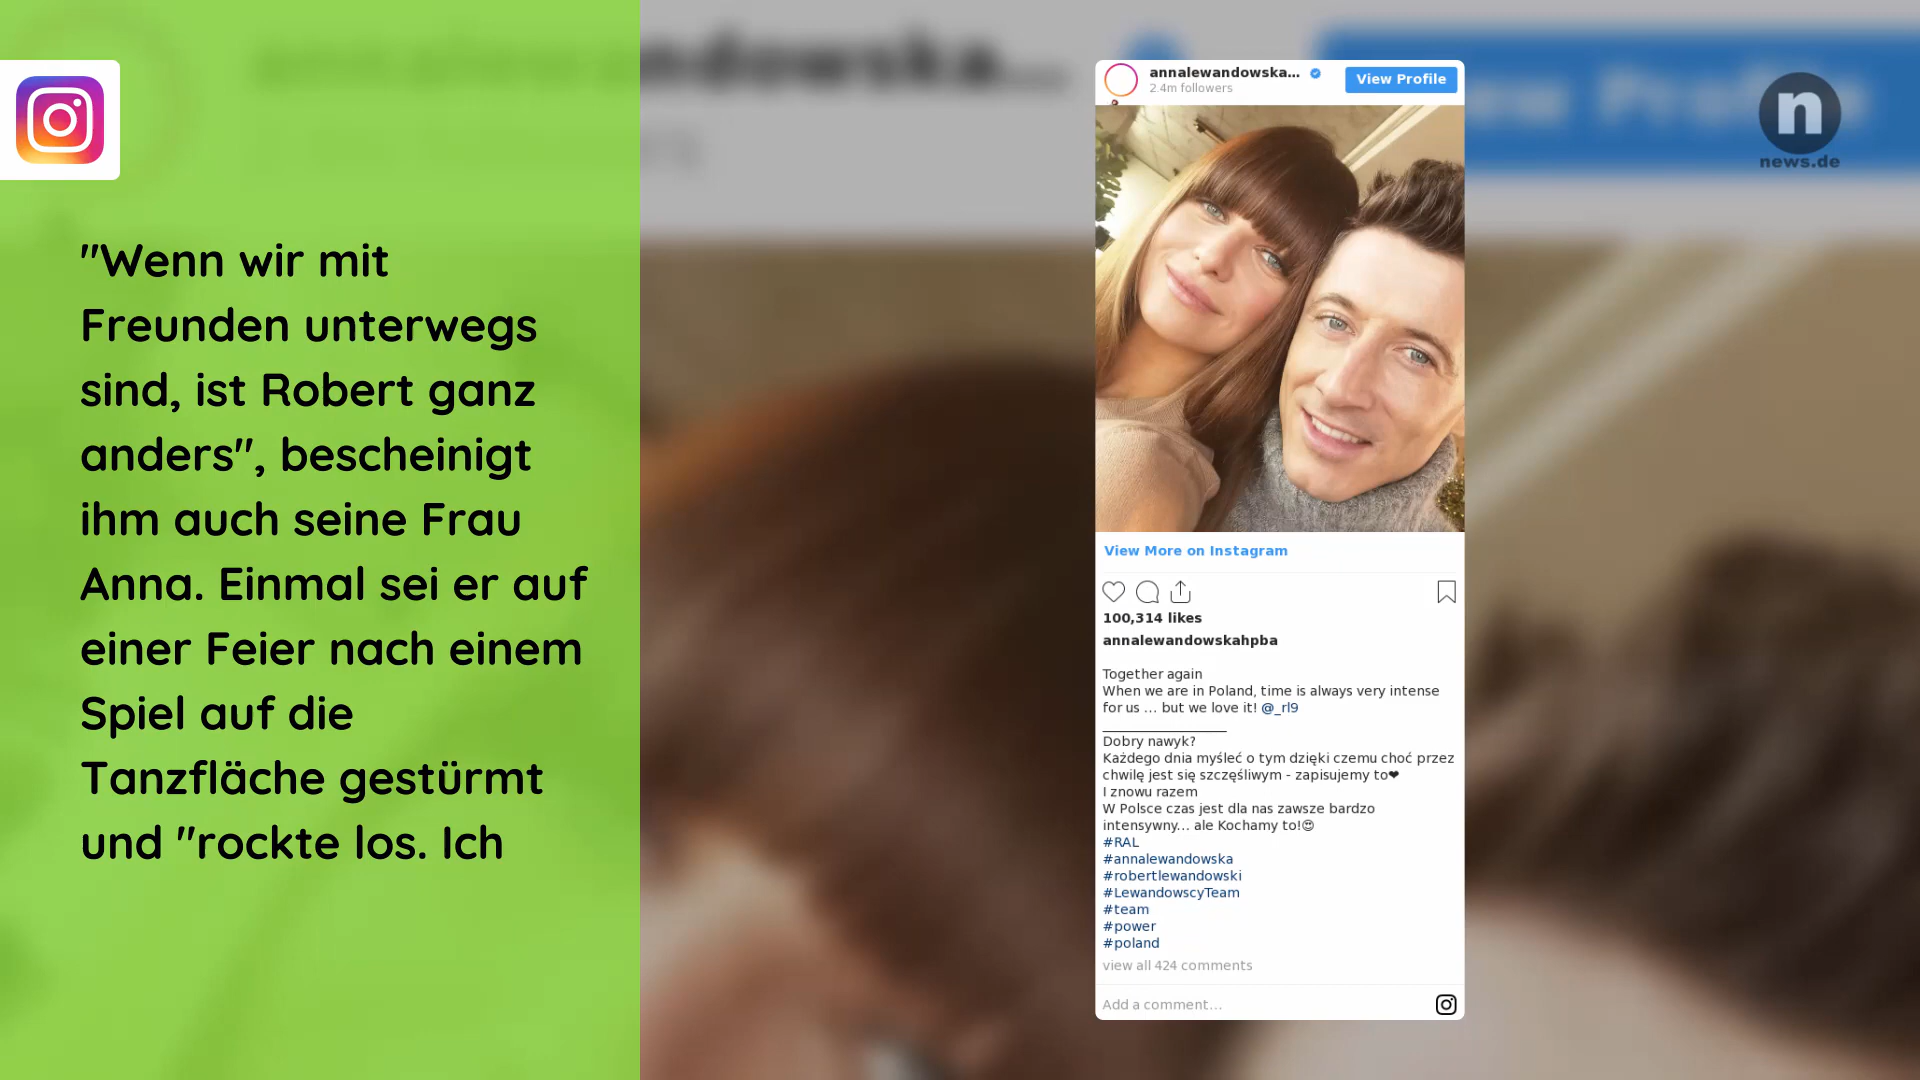 "Wenn wir mit
Freunden unterwegs
sind, ist Robert ganz
anders", bescheinigt
ihm auch seine Frau
Anna. Einmal sei er auf
einer Feier nach einem
Spiel auf die
Tanzfläche gestürmt
und "rockte los. Ich
annalewandowska...
2.4m followers
View Profile
View More on Instagram
100,314 likes
annalewandowskahpba
Together again
When we are in Poland, time is always very intense
for us ... but we love it! @_rl9
Dobry nawyk?
Każdego dnia myśleć o tym dzięki czemu choć przez
chwilę jest się szczęśliwym - zapisujemy to❤
I znowu razem
W Polsce czas jest dla nas zawsze bardzo
intensywny... ale Kochamy to!😍
#RAL
#annalewandowska
#robertlewandowski
#LewandowscyTeam
#team
#power
#poland
view all 424 comments
Add a comment...
n
news.de